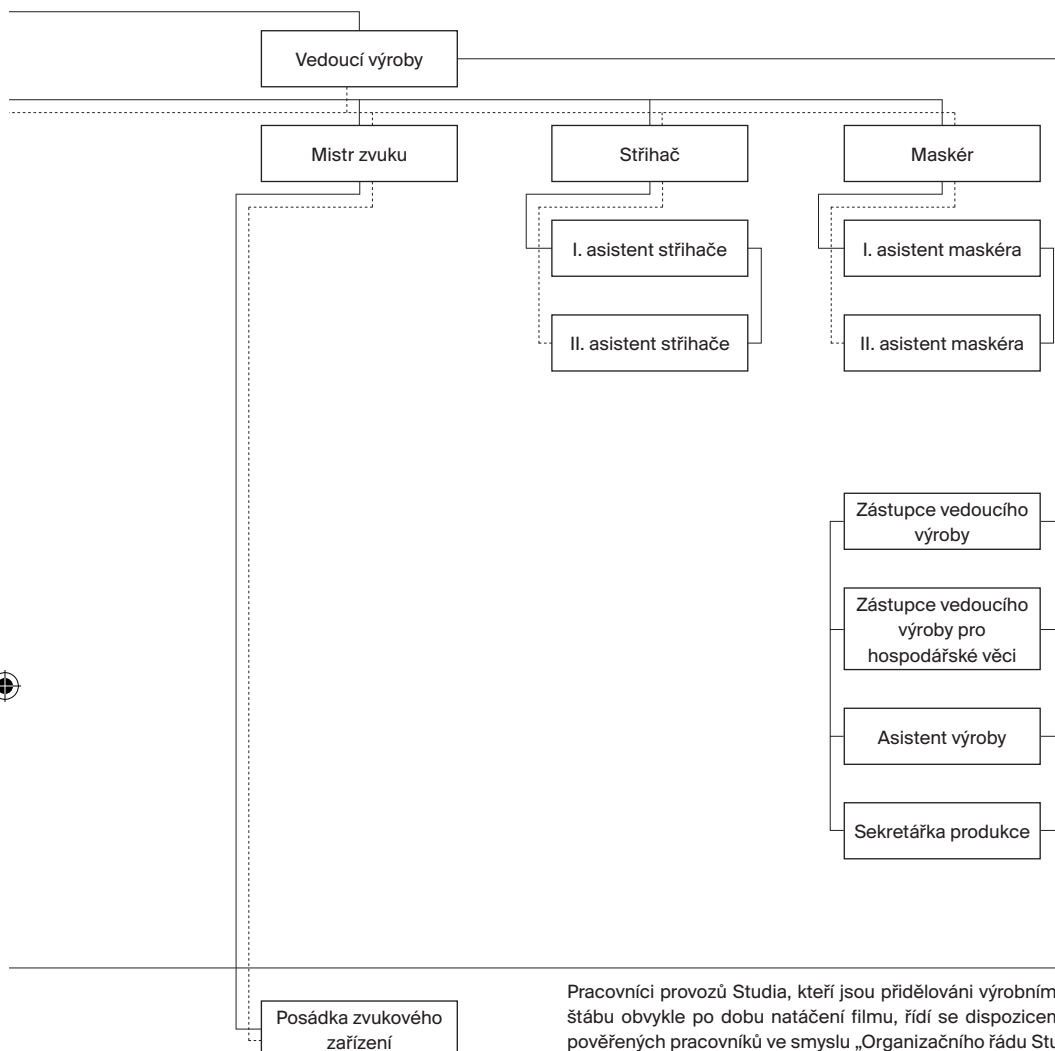 Vedoucí výroby
Mistr zvuku
Střihač
Maskér
I. asistent střihače
I. asistent maskéra
II. asistent střihače
II. asistent maskéra
Zástupce vedoucího
výroby
Zástupce vedoucího
výroby pro
hospodářské věci
Asistent výroby
Sekretářka produkce
Posádka zvukového
zařízení
Pracovníci provozů Studia, kteří jsou přidělováni výrobním
štábu obvykle po dobu natáčení filmu, řídí se dispozicen
pověřených pracovníků ve smyslu „Organizačního řádu Stu